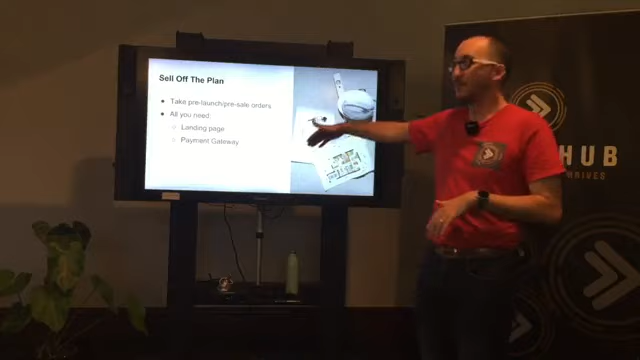 Sell Off The Plan
Take pre-launch/pre-sale orders
All you need:
Landing page
Payment Gateway
HUB